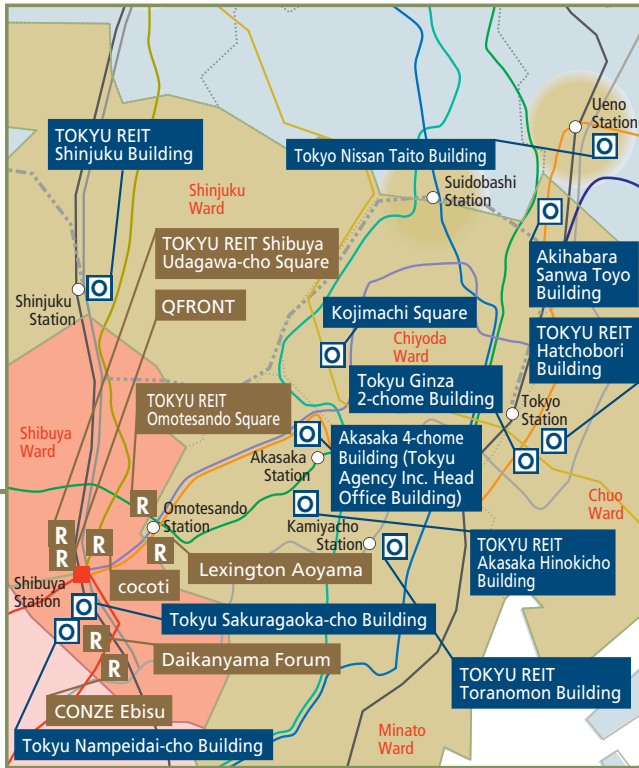 Ueno
Station
TOKYU REIT
Shinjuku Building
Tokyo Nissan Taito Building
Suidobashi
Station
Shinjuku
Ward
TOKYU REIT Shibuya
Udagawa-cho Square
Akihabara
Sanwa Toyo
Building
Shinjuku
Station
QFRONT
Kojimachi Square
Chiyoda
Ward
TOKYU REIT
Hatchobori
Building
Tokyu Ginza
2-chome Building
TOKYU REIT
Omotesando Square
Tokyo
Station
Shibuya
Ward
Akasaka 4-chome
Building (Tokyu
Agency Inc. Head
Office Building)
Akasaka
Station
Chuo
Ward
R
Omotesando
Station
Kamiyacho
Station
R
R
R
R
Lexington Aoyama
TOKYU REIT
Akasaka Hinokicho
Building
Shibuya
Station
cocoti
Tokyu Sakuragaoka-cho Building
R
Daikanyama Forum
R
TOKYU REIT
Toranomon Building
CONZE Ebisu
Minato
Ward
Tokyu Nampeidai-cho Building